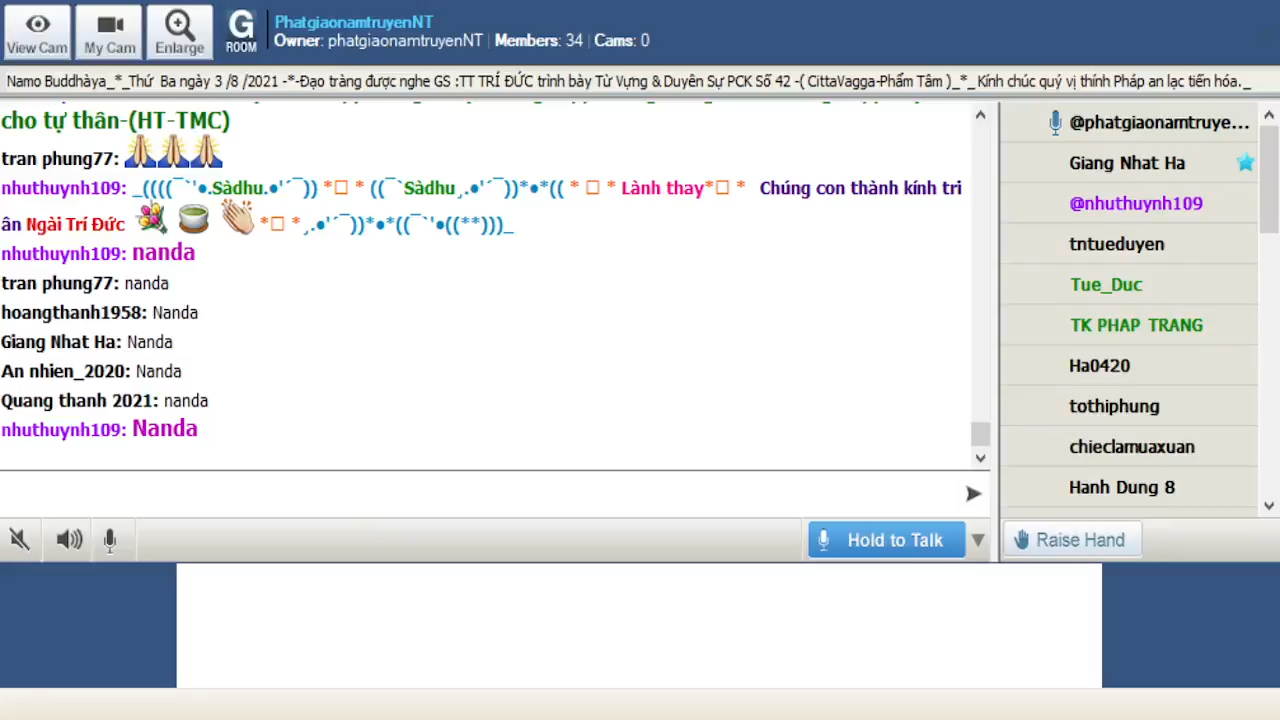 View Cam
My Cam
Enlarge
G
ROOM
PhatgiaonamtruyenNT
Owner: phatgiaonamtruyenNT | Members: 34 | Cams: 0
Namo Buddhàya_*_Thứ Ba ngày 3 /8 /2021 -*-Đạo tràng được nghe GS :TT TRÍ ĐỨC trình bày Từ Vựng & Duyên Sự PCK Số 42 -( CittaVagga-Phẩm Tâm )_*_ Kính chúc quý vị thính Pháp an lạc tiến hóa._
cho tự thân-(HT-TMC)
tran phung77: 🙏🙏🙏
nhuthuynh109: _((((¯`'●.Sàdhu.●'´¯)) *▯ * ((¯`Sàdhu¸.●'´¯))*●*(( * ▯ * Lành thay*▯ * Chúng con thành kính tri
ân Ngài Trí Đức 💐 🍵 👏 *▯ *¸.●'´¯))*●*((¯`'●((**)))_
nhuthuynh109: nanda
tran phung77: nanda
hoangthanh1958: Nanda
Giang Nhat Ha: Nanda
An nhien_2020: Nanda
Quang thanh 2021: nanda
nhuthuynh109: Nanda
@phatgiaonamtruye...
Giang Nhat Ha
@nhuthuynh109
tntueduyen
Tue_Duc
TK PHAP TRANG
Ha0420
tothiphung
chieclamuaxuan
Hanh Dung 8
Hold to Talk
Raise Hand